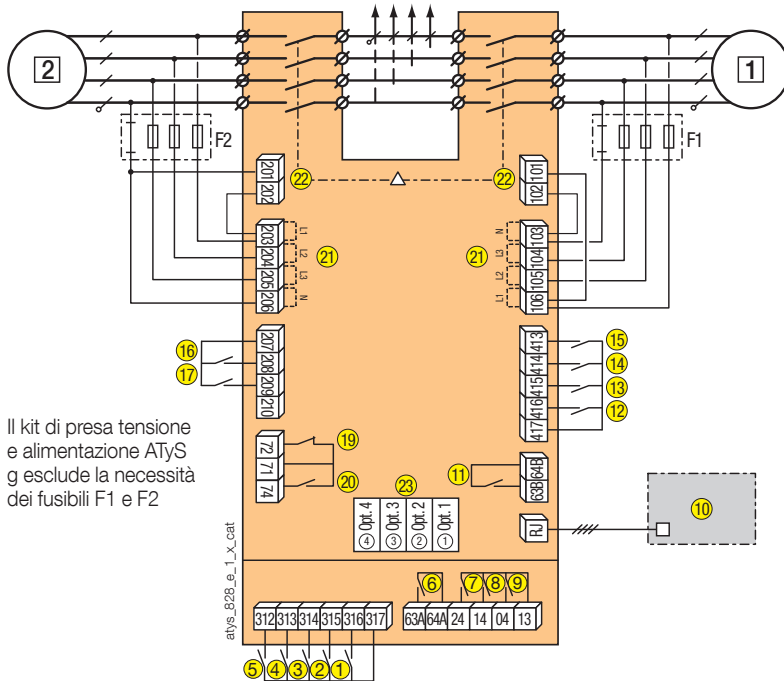 2
1
F2
F1
201
202
22
22
101
102
203
204
205
206
L1
L2
L3
N
21
21
N
L3
L2
L1
103
104
105
106
16
17
207
208
209
210
413
414
415
416
417
15
14
13
12
Il kit di presa tensione
e alimentazione ATyS
g esclude la necessità
dei fusibili F1 e F2
72
71
74
19
20
23
11
64B
63B
4 Opt.4
3 Opt.3
2 Opt.2
1 Opt.1
RJ
10
atys_828_e_1_x_cat
6
7
8
9
312
313
314
315
316
317
63A
64A
24
14
04
13
5
4
3
2
1